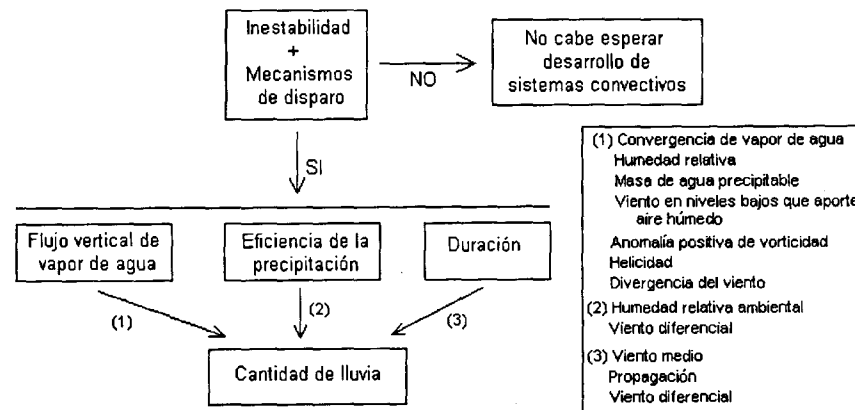 Inestabilidad
+
Mecanismos
de disparo
NO
No cabe esperar
desarrollo de
sistemas convectivos
SI
Flujo vertical de
vapor de agua
Eficiencia de la
precipitación
Duración
(1)
(2)
(3)
Cantidad de lluvia
(1) Convergencia de vapor de agua
Humedad relativa
Masa de agua precipitable
Viento en niveles bajos que aporte
aire húmedo
Anomalía positiva de vorticidad
Helicidad
Divergencia del viento
(2) Humedad relativa ambiental
Viento diferencial
(3) Viento medio
Propagación
Viento diferencial